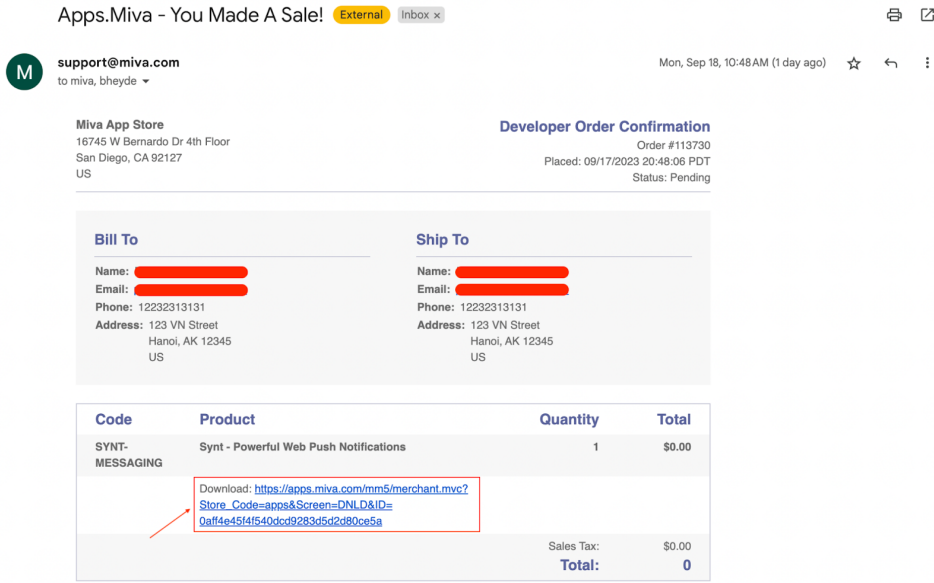 Apps.Miva - You Made A Sale! External Inbox ×
M
support@miva.com
Mon, Sep 18, 10:48 AM (1 day ago)
to miva, bheyde
Miva App Store
16745 W Bernardo Dr 4th Floor
San Diego, CA 92127
US
Developer Order Confirmation
Order #113730
Placed: 09/17/2023 20:48:06 PDT
Status: Pending
Bill To
Name:
Email:
Phone: 12232313131
Address: 123 VN Street
Hanoi, AK 12345
US
Ship To
Name:
Email:
Phone: 12232313131
Address: 123 VN Street
Hanoi, AK 12345
US
Code Product Quantity Total
SYNT-
MESSAGING
Synt - Powerful Web Push Notifications 1 $0.00
Download: https://apps.miva.com/mm5/merchant.mvc?
Store_Code=apps&Screen=DNLD&ID=
0aff4e45f4f540dcd9283d5d2d80ce5a
Sales Tax: $0.00
Total: 0